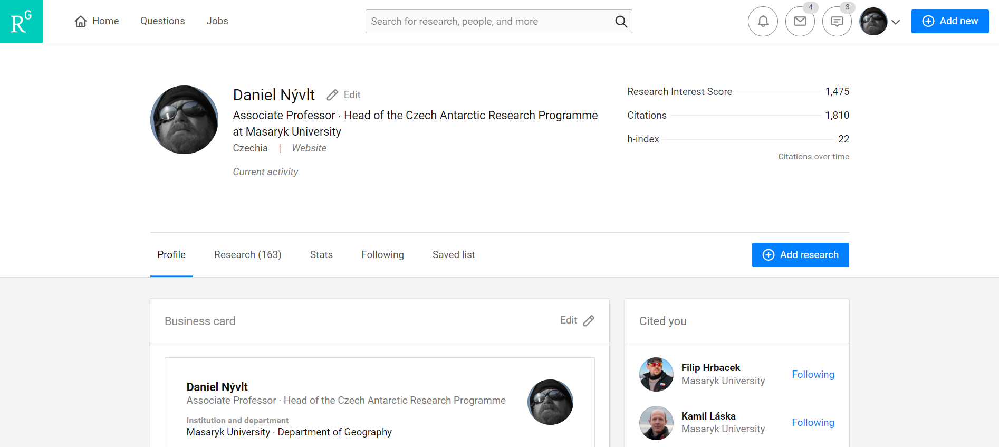 RG
Home
Questions
Jobs
Search for research, people, and more
4
3
Add new
Daniel Nývlt
Edit
Associate Professor · Head of the Czech Antarctic Research Programme
at Masaryk University
Czechia | Website
Current activity
Research Interest Score 1,475
Citations 1,810
h-index 22
Citations over time
Profile
Research (163)
Stats
Following
Saved list
Add research
Business card
Edit
Daniel Nývlt
Associate Professor · Head of the Czech Antarctic Research Programme
Institution and department
Masaryk University · Department of Geography
Cited you
Filip Hrbacek
Masaryk University
Following
Kamil Láska
Masaryk University
Following